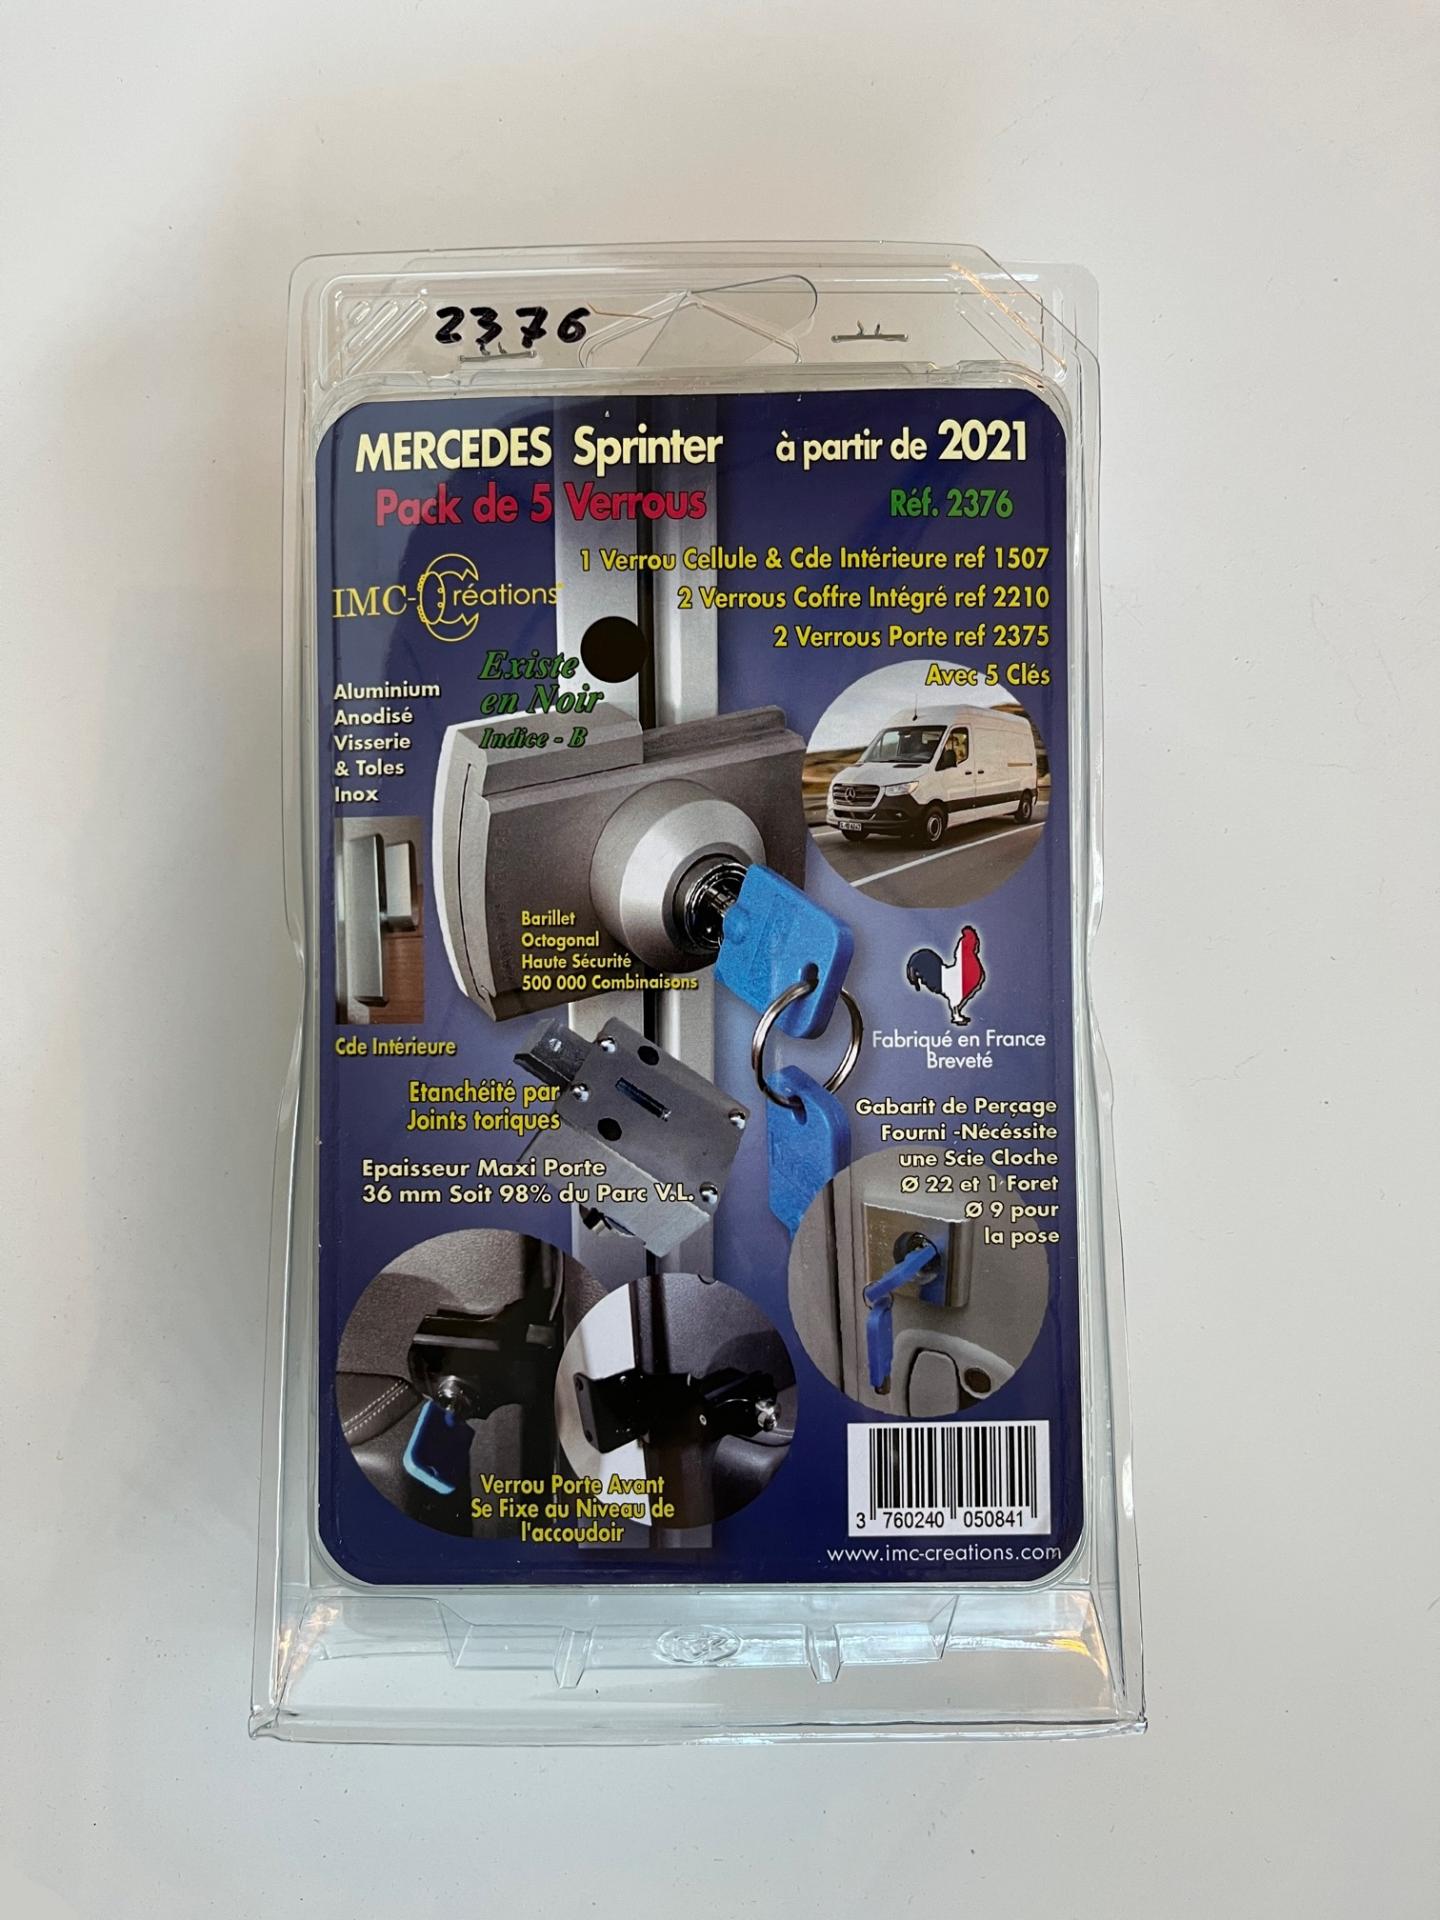 2376
MERCEDES Sprinter à partir de 2021
Pack de 5 Verrous Réf. 2376
1 Verrou Cellule & Cde Intérieure ref 1507
2 Verrous Coffre Intégré ref 2210
2 Verrous Porte ref 2375
Avec 5 Clés
IMC-Créations
Existe
en Noir
Indice - B
Aluminium
Anodisé
Visserie
& Toles
Inox
Barillet
Octogonal
Haute Sécurité
500 000 Combinaisons
Cde Intérieure
Fabriqué en France
Breveté
Etanchéité par
Joints toriques
Epaisseur Maxi Porte
36 mm Soit 98% du Parc V.L.
Gabarit de Perçage
Fourni -Nécéssite
une Scie Cloche
Ø 22 et 1 Foret
Ø 9 pour
la pose
Verrou Porte Avant
Se Fixe au Niveau de
l'accoudoir
3 760240 050841
www.imc-creations.com